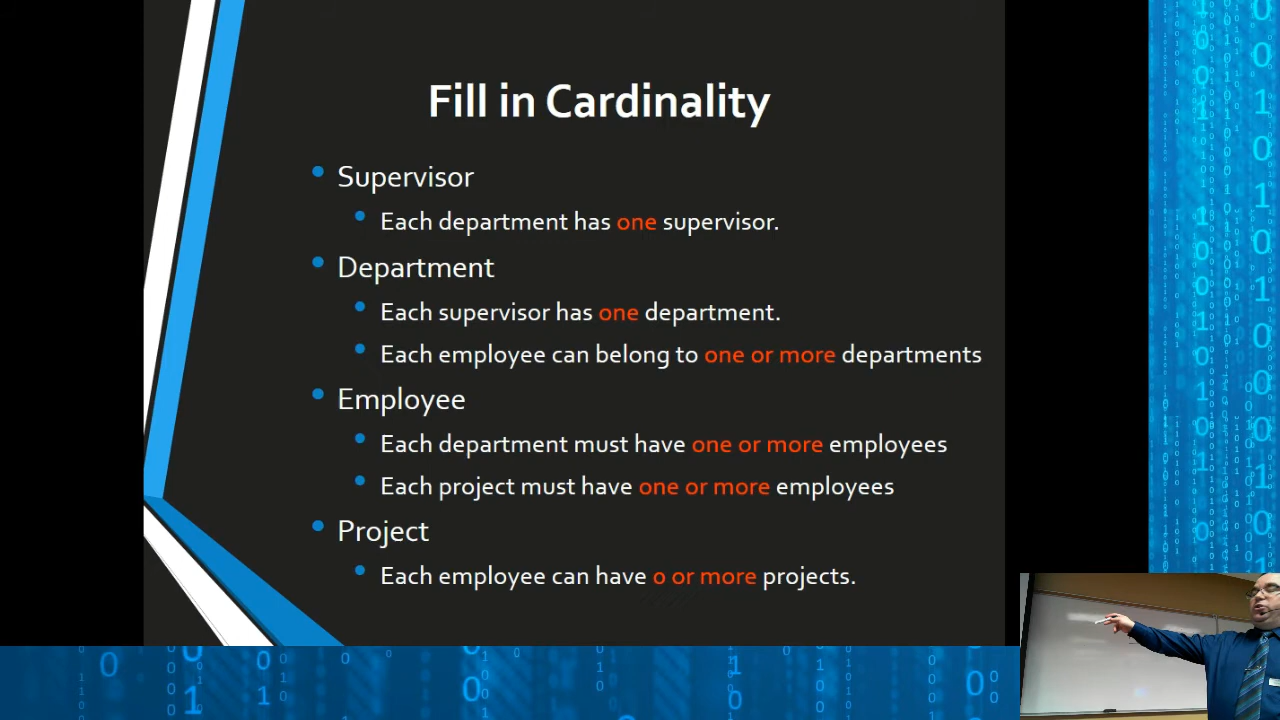 Fill in Cardinality
Supervisor
Each department has one supervisor.
Department
Each supervisor has one department.
Each employee can belong to one or more departments
Employee
Each department must have one or more employees
Each project must have one or more employees
Project
Each employee can have o or more projects.